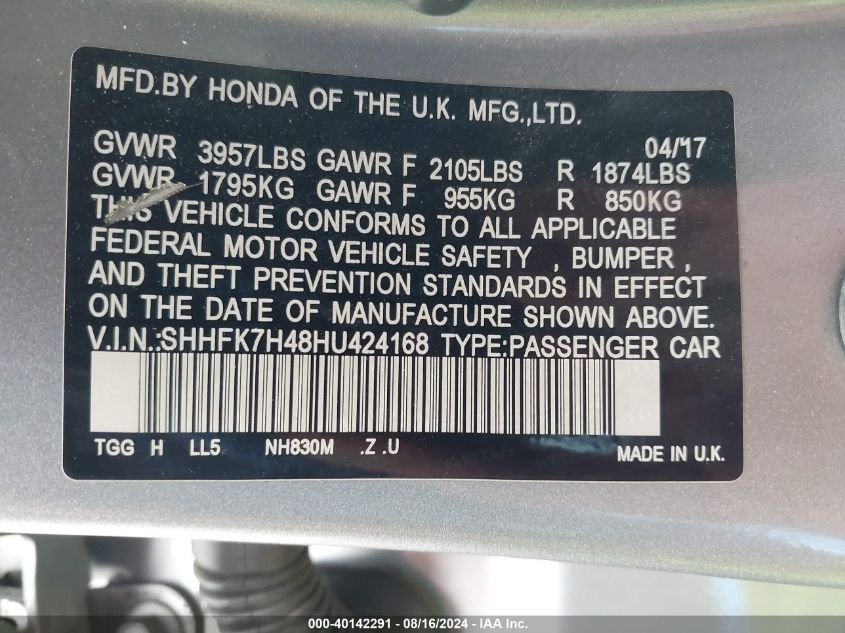 MFD.BY HONDA OF THE U.K. MFG.,LTD.
04/17
GVWR 3957LBS GAWR F 2105LBS R 1874LBS
GVWR 1795KG GAWR F 955KG R 850KG
THIS VEHICLE CONFORMS TO ALL APPLICABLE
FEDERAL MOTOR VEHICLE SAFETY , BUMPER ,
AND THEFT PREVENTION STANDARDS IN EFFECT
ON THE DATE OF MANUFACTURE SHOWN ABOVE.
V.I.N.:SHHFK7H48HU424168 TYPE:PASSENGER CAR
TGG H LL5 NH830M .Z .U MADE IN U.K.
000-40142291 - 08/16/2024 - IAAI.COM